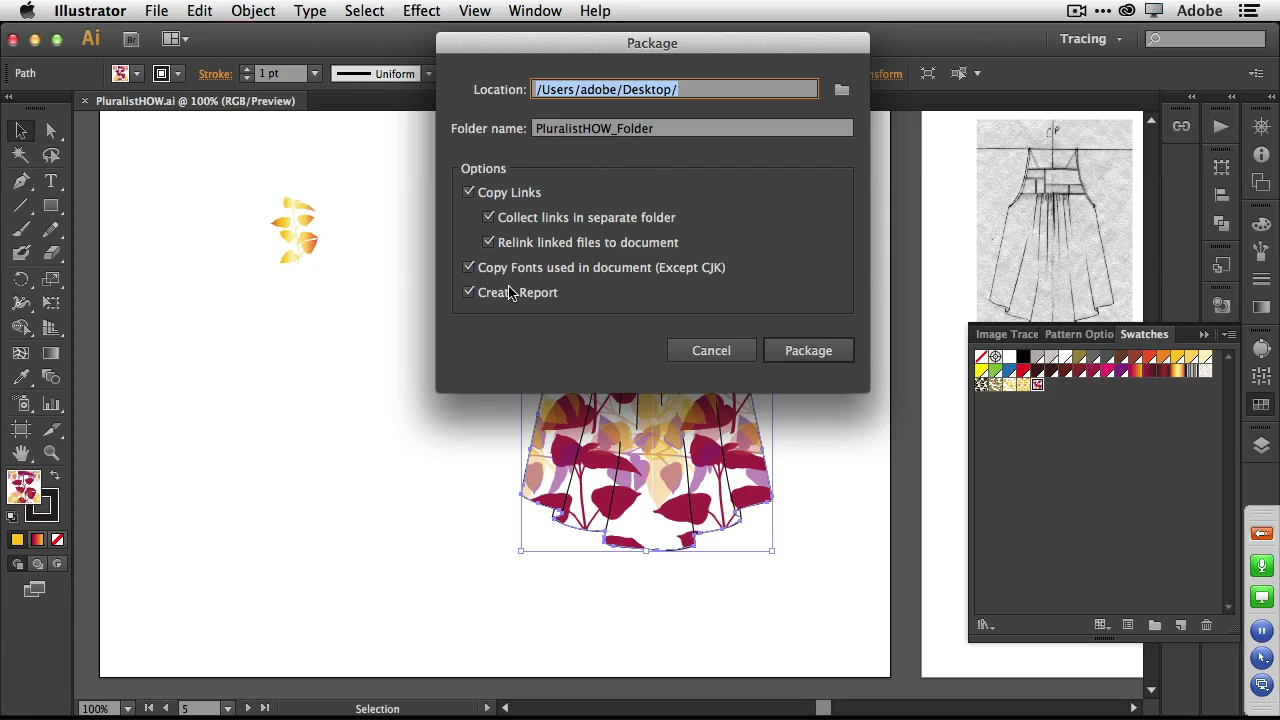 Illustrator File Edit Object Type Select Effect View Window Help Adobe
Ai Br Tracing
Path Stroke: 1 pt Uniform
PluralistHOW.ai @ 100% (RGB/Preview)
Package
Location: /Users/adobe/Desktop/
Folder name: PluralistHOW_Folder
Options
Copy Links
Collect links in separate folder
Relink linked files to document
Copy Fonts used in document (Except CJK)
Create Report
Cancel Package
Image Trace Pattern Optio Swatches
100% 5 Selection